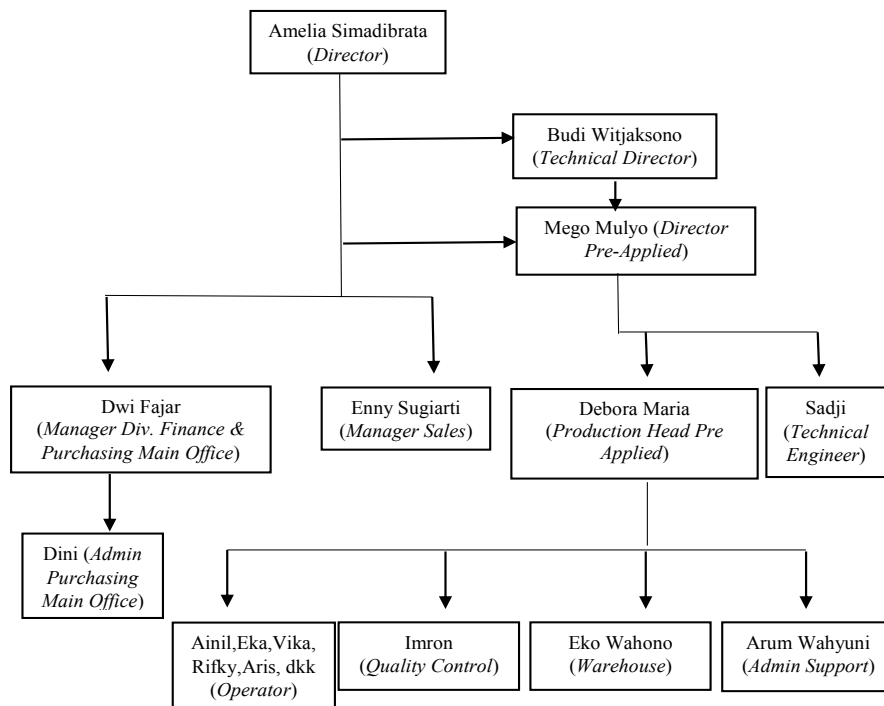 Amelia Simadibrata
(Director)
Budi Witjaksono
(Technical Director)
Mego Mulyo (Director
Pre-Applied)
Dwi Fajar
(Manager Div. Finance &
Purchasing Main Office)
Enny Sugiarti
(Manager Sales)
Debora Maria
(Production Head Pre
Applied)
Sadji
(Technical
Engineer)
Dini (Admin
Purchasing
Main Office)
Ainil,Eka,Vika,
Rifky,Aris, dkk
(Operator)
Imron
(Quality Control)
Eko Wahono
(Warehouse)
Arum Wahyuni
(Admin Support)